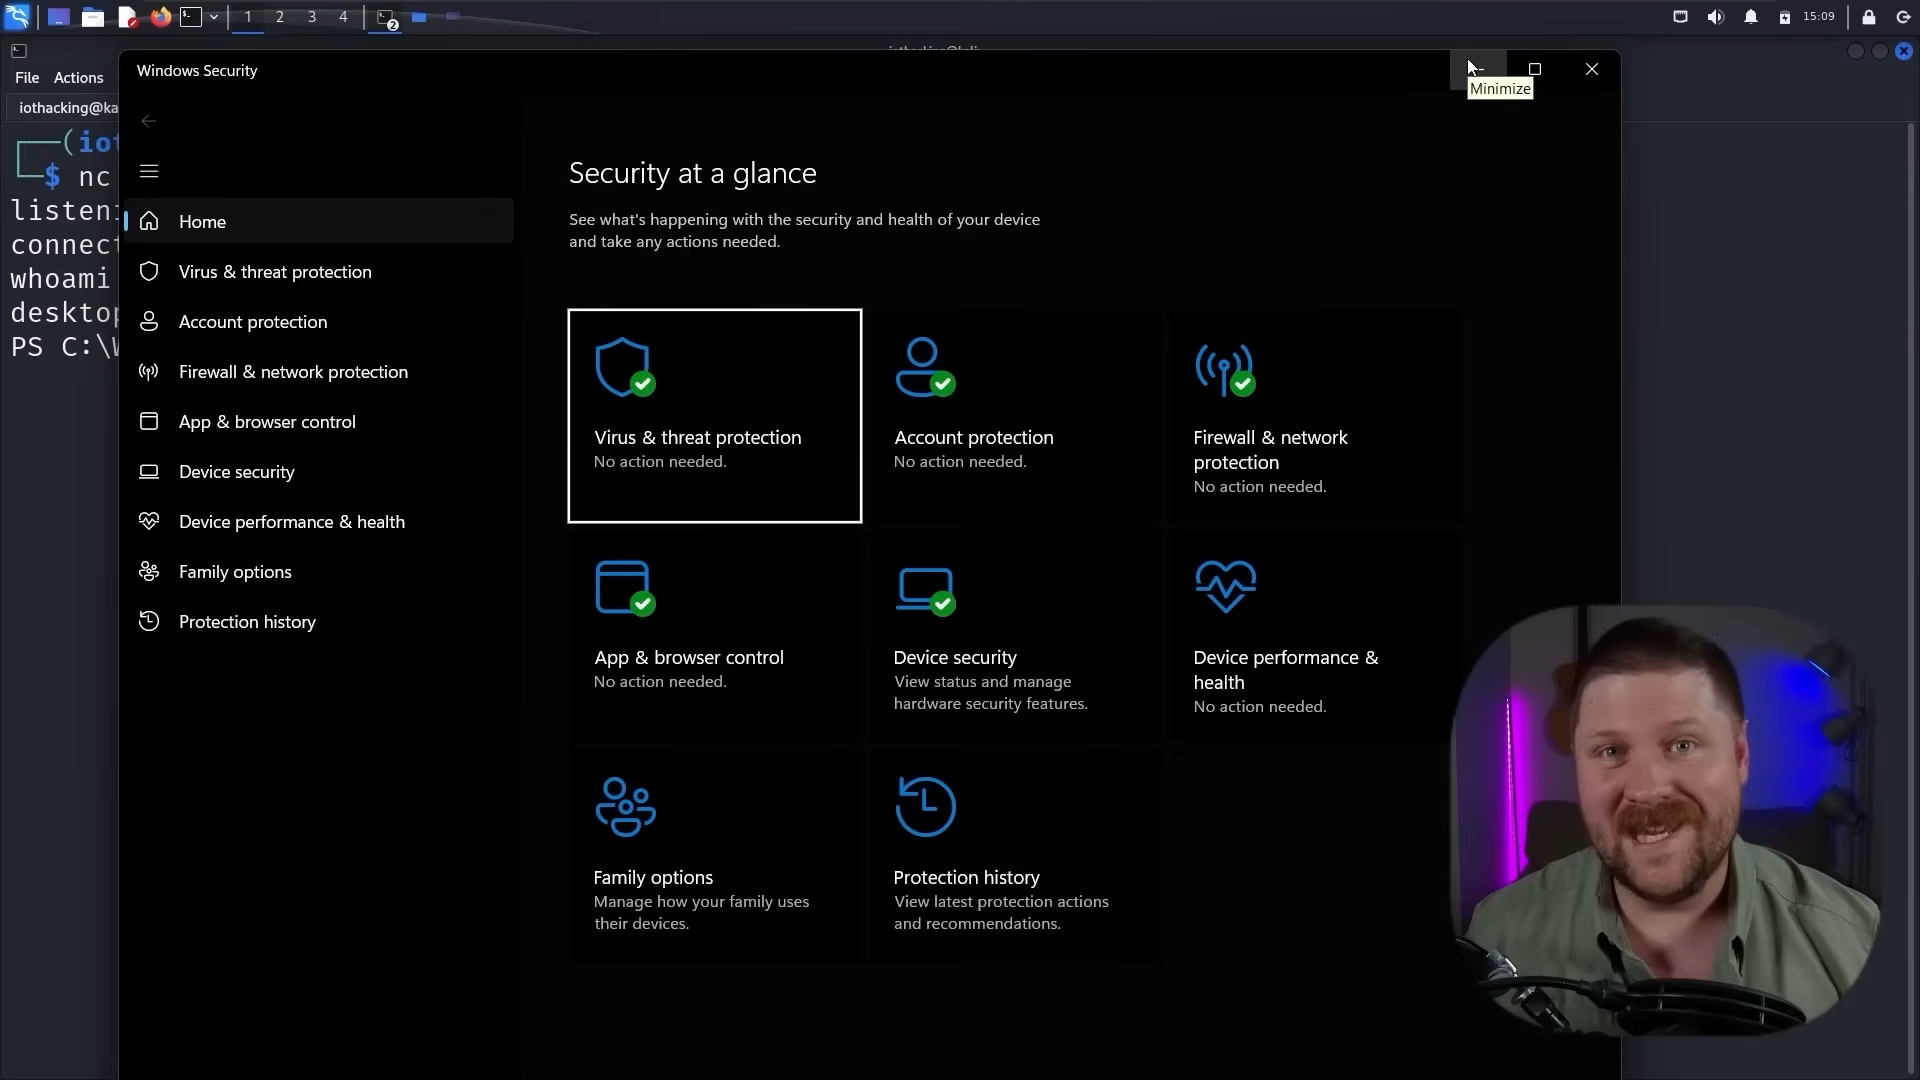 1 2 3 4
2
15:09
File Actions
iothacking@ka
nc
whoami
PS C:\
Windows Security
Minimize
Home
Virus & threat protection
Account protection
Firewall & network protection
App & browser control
Device security
Device performance & health
Family options
Protection history
Security at a glance
See what's happening with the security and health of your device
and take any actions needed.
Virus & threat protection
No action needed.
Account protection
No action needed.
Firewall & network
protection
No action needed.
App & browser control
No action needed.
Device security
View status and manage
hardware security features.
Device performance &
health
No action needed.
Family options
Manage how your family uses
their devices.
Protection history
View latest protection actions
and recommendations.